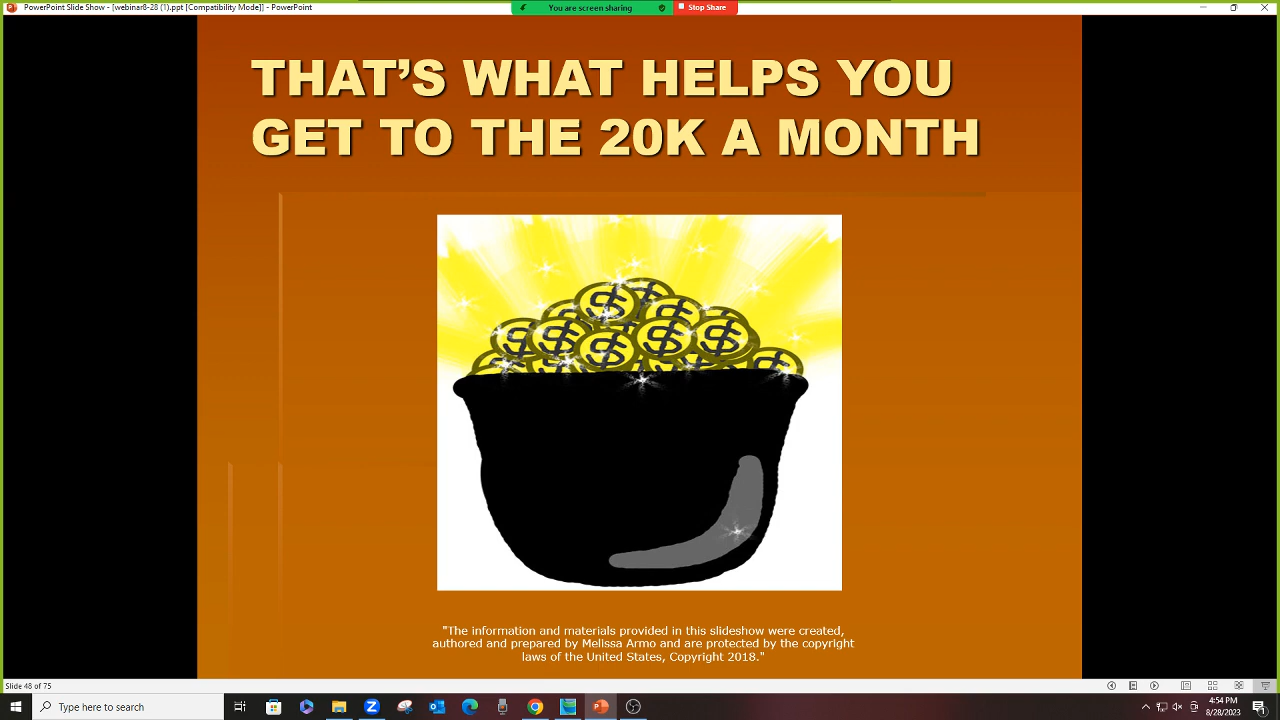 PowerPoint Slide Show - [webinar8-28 (1).ppt [Compatibility Mode]] - PowerPoint
You are screen sharing
Stop Share
THAT'S WHAT HELPS YOU
GET TO THE 20K A MONTH
$ $ $ $ $ $ $
"The information and materials provided in this slideshow were created,
authored and prepared by Melissa Armo and are protected by the copyright
laws of the United States, Copyright 2018."
Slide 48 of 75
Type here to search
4:54 PM
8/28/2023